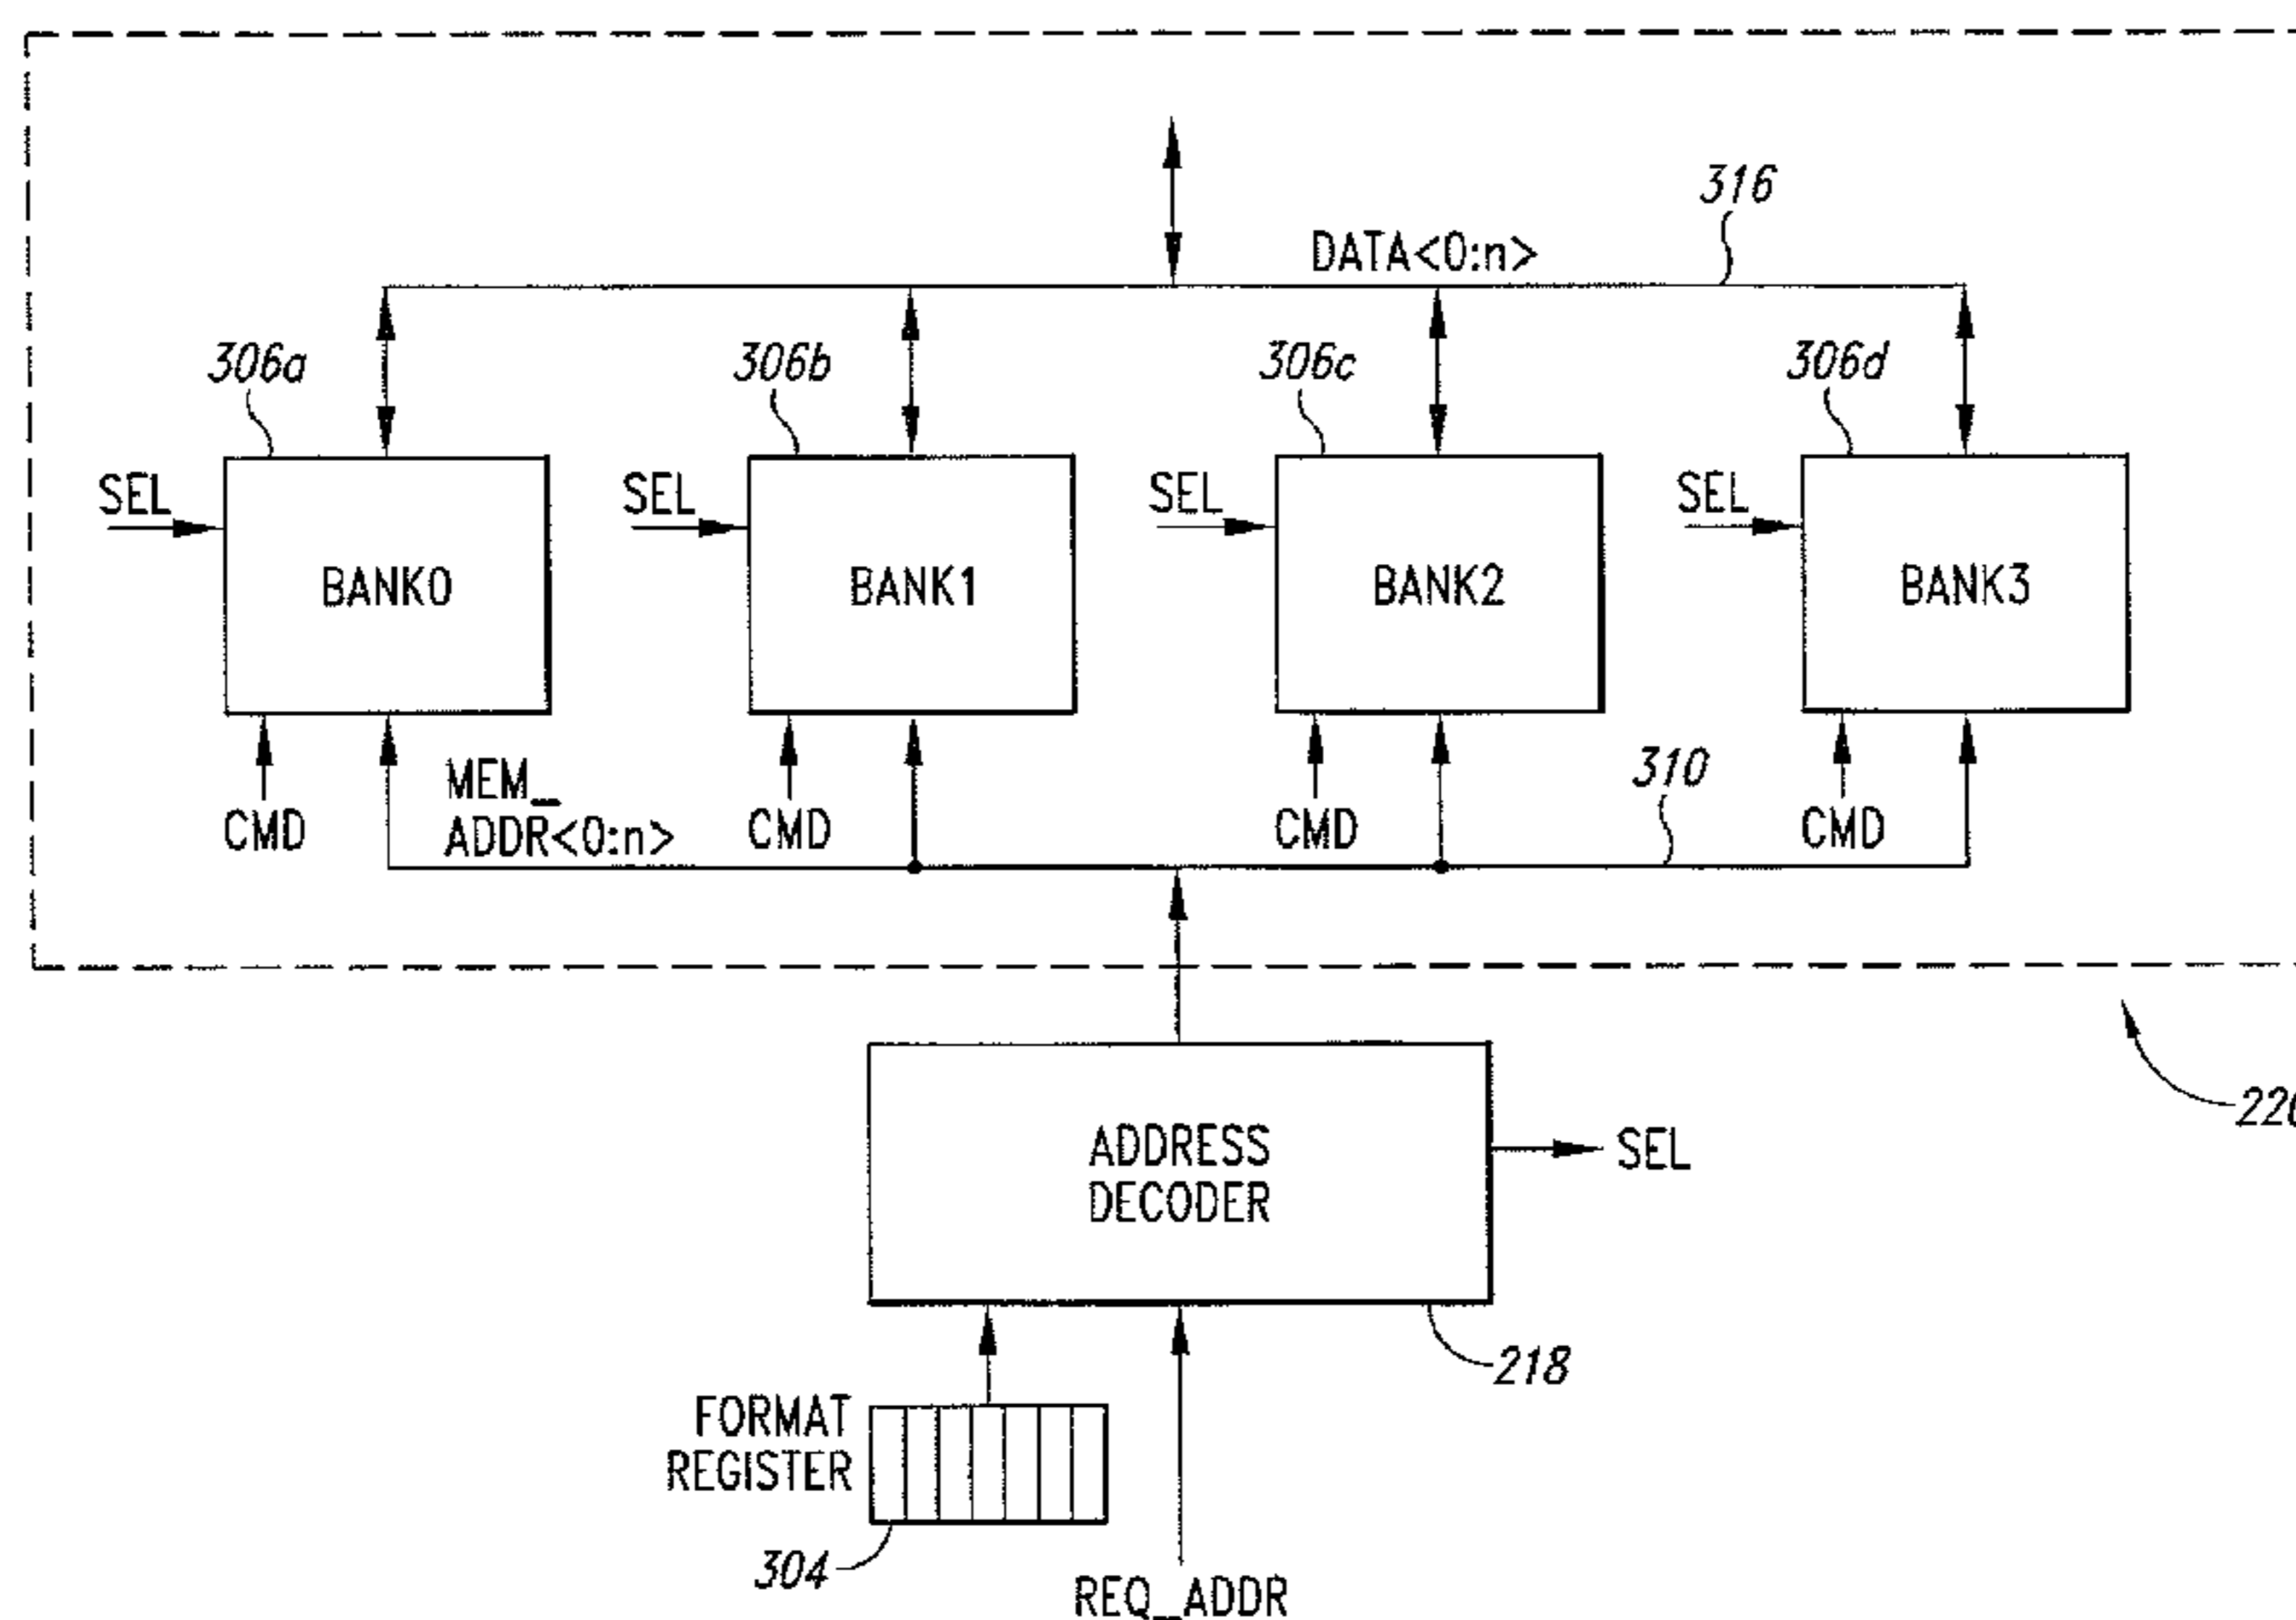 316
DATA<0:n>
306a
306b
306c
306d
SEL
SEL
SEL
SEL
BANK0
BANK1
BANK2
BANK3
310
MEM_
ADDR<0:n>
CMD
CMD
CMD
CMD
ADDRESS
DECODER
SEL
218
FORMAT
REGISTER
304
REQ_ADDR